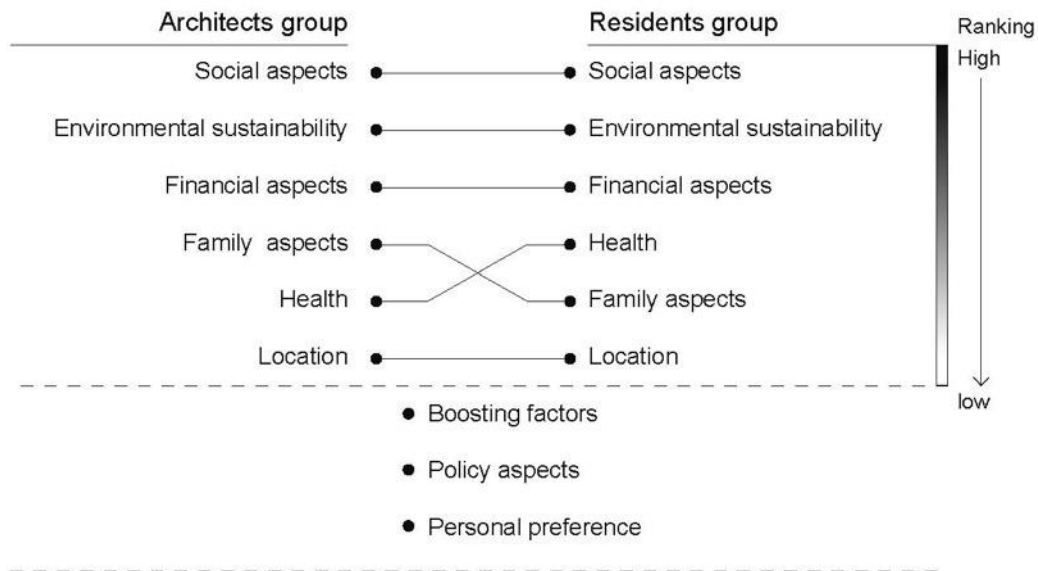 Architects group Residents group Ranking
Social aspects Social aspects High
Environmental sustainability Environmental sustainability
Financial aspects Financial aspects
Family aspects Health
Health Family aspects
Location Location
low
Boosting factors
Policy aspects
Personal preference